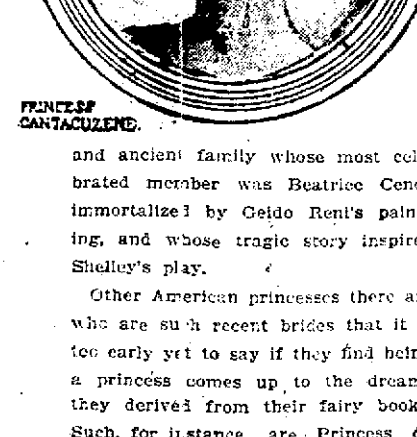 PRINCESS
CANTACUZENE.
and ancient family whose most cel
brated member was Beatrice Cenc
immortalized by Geido Reni's pain
ing, and whose tragic story inspire
Shelley's play.
Other American princesses there a
who are such recent brides that it
too early yet to say if they find bein
a princess comes up to the dream
they derived from their fairy book
Such, for instance, are Princess